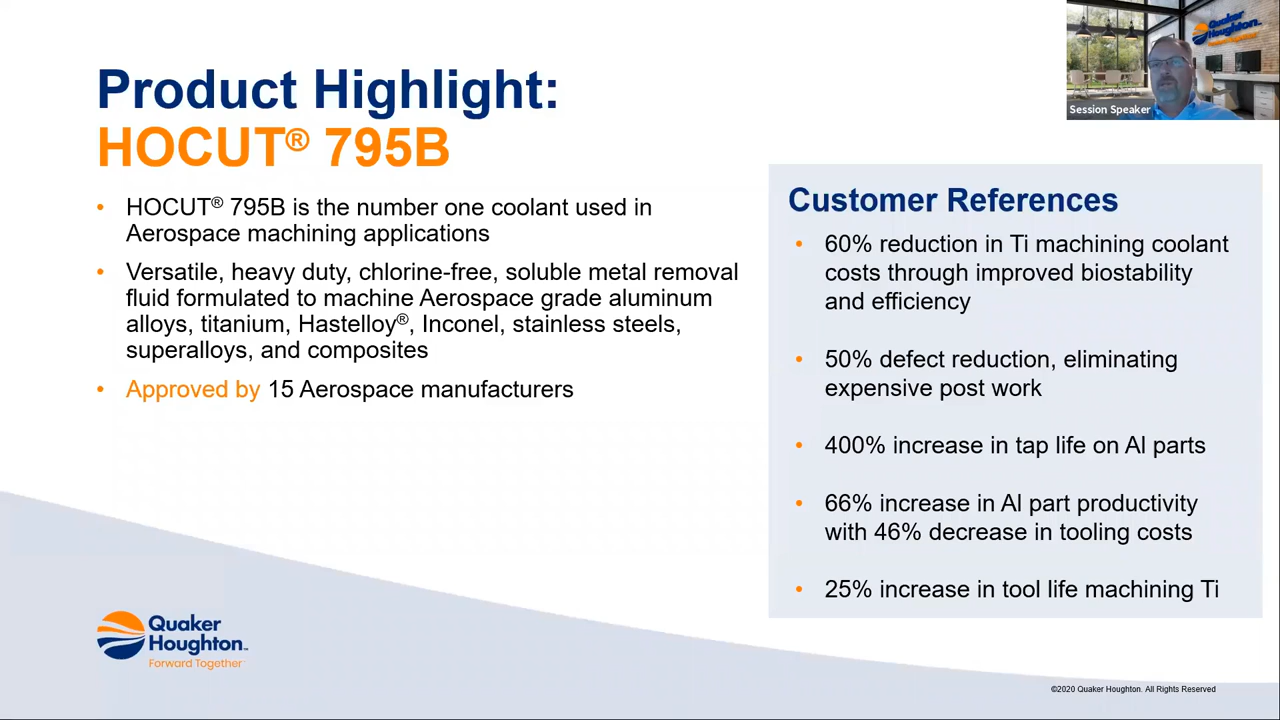 Product Highlight:
HOCUT® 795B
• HOCUT® 795B is the number one coolant used in
Aerospace machining applications
• Versatile, heavy duty, chlorine-free, soluble metal removal
fluid formulated to machine Aerospace grade aluminum
alloys, titanium, Hastelloy®, Inconel, stainless steels,
superalloys, and composites
• Approved by 15 Aerospace manufacturers
Customer References
• 60% reduction in Ti machining coolant
costs through improved biostability
and efficiency
• 50% defect reduction, eliminating
expensive post work
• 400% increase in tap life on Al parts
• 66% increase in Al part productivity
with 46% decrease in tooling costs
• 25% increase in tool life machining Ti
Quaker
Houghton™
Forward Together™
©2020 Quaker Houghton. All Rights Reserved
Quaker
Houghton
Forward Together
Session Speaker